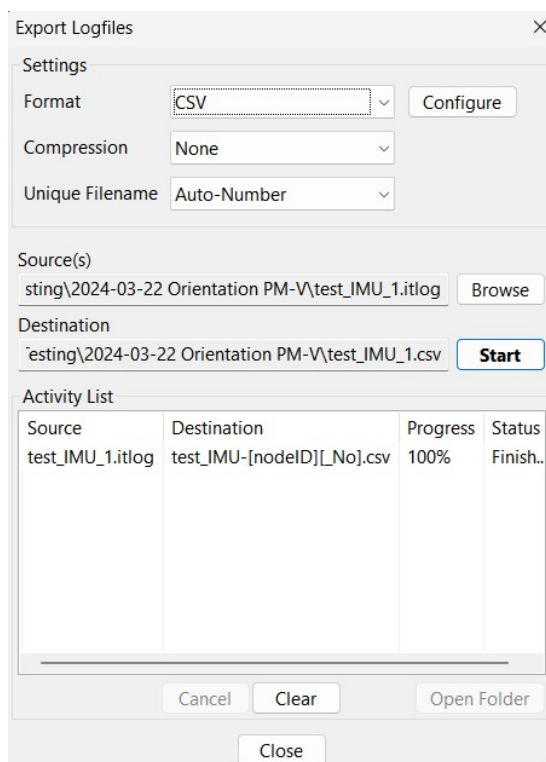 Export Logfiles
Settings
Format CSV Configure
Compression None
Unique Filename Auto-Number
Source(s)
sting\2024-03-22 Orientation PM-V\test_IMU_1.itlog Browse
Destination
esting\2024-03-22 Orientation PM-V\test_IMU_1.csv Start
Activity List
Source Destination Progress Status
test_IMU_1.itlog test_IMU-[nodeID][_No].csv 100% Finish..
Cancel Clear Open Folder
Close